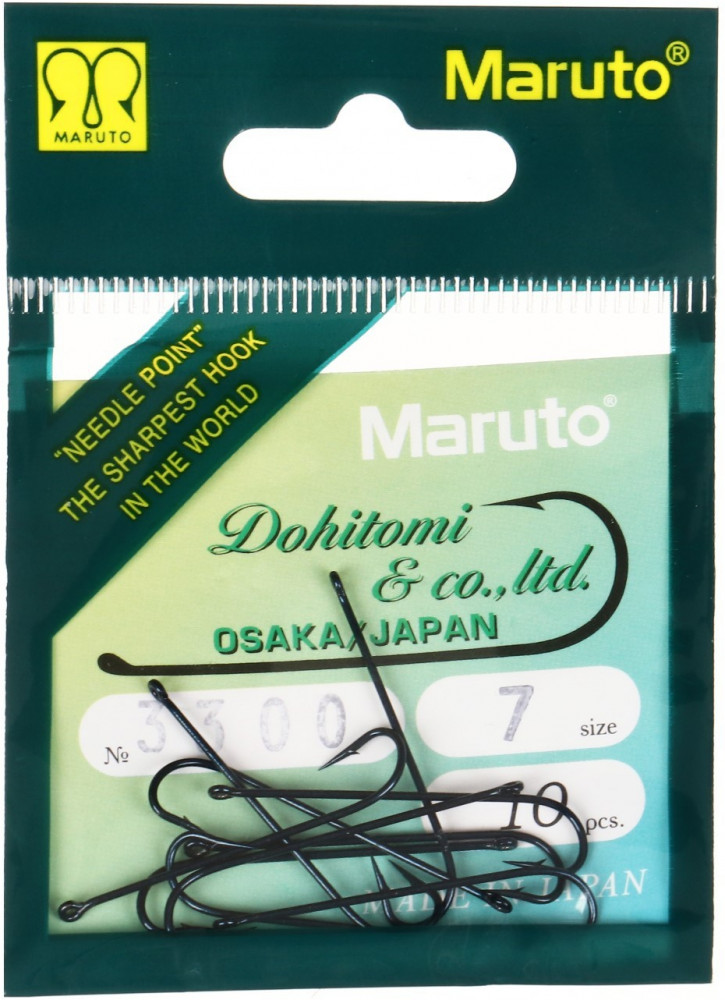 MARUTO
Maruto®
"NEEDLE POINT"
THE SHARPEST HOOK
IN THE WORLD
Maruto®
Dohitomi
& co., ltd.
OSAKA/JAPAN
№ 3300
7 size
10 pcs.
MADE IN JAPAN